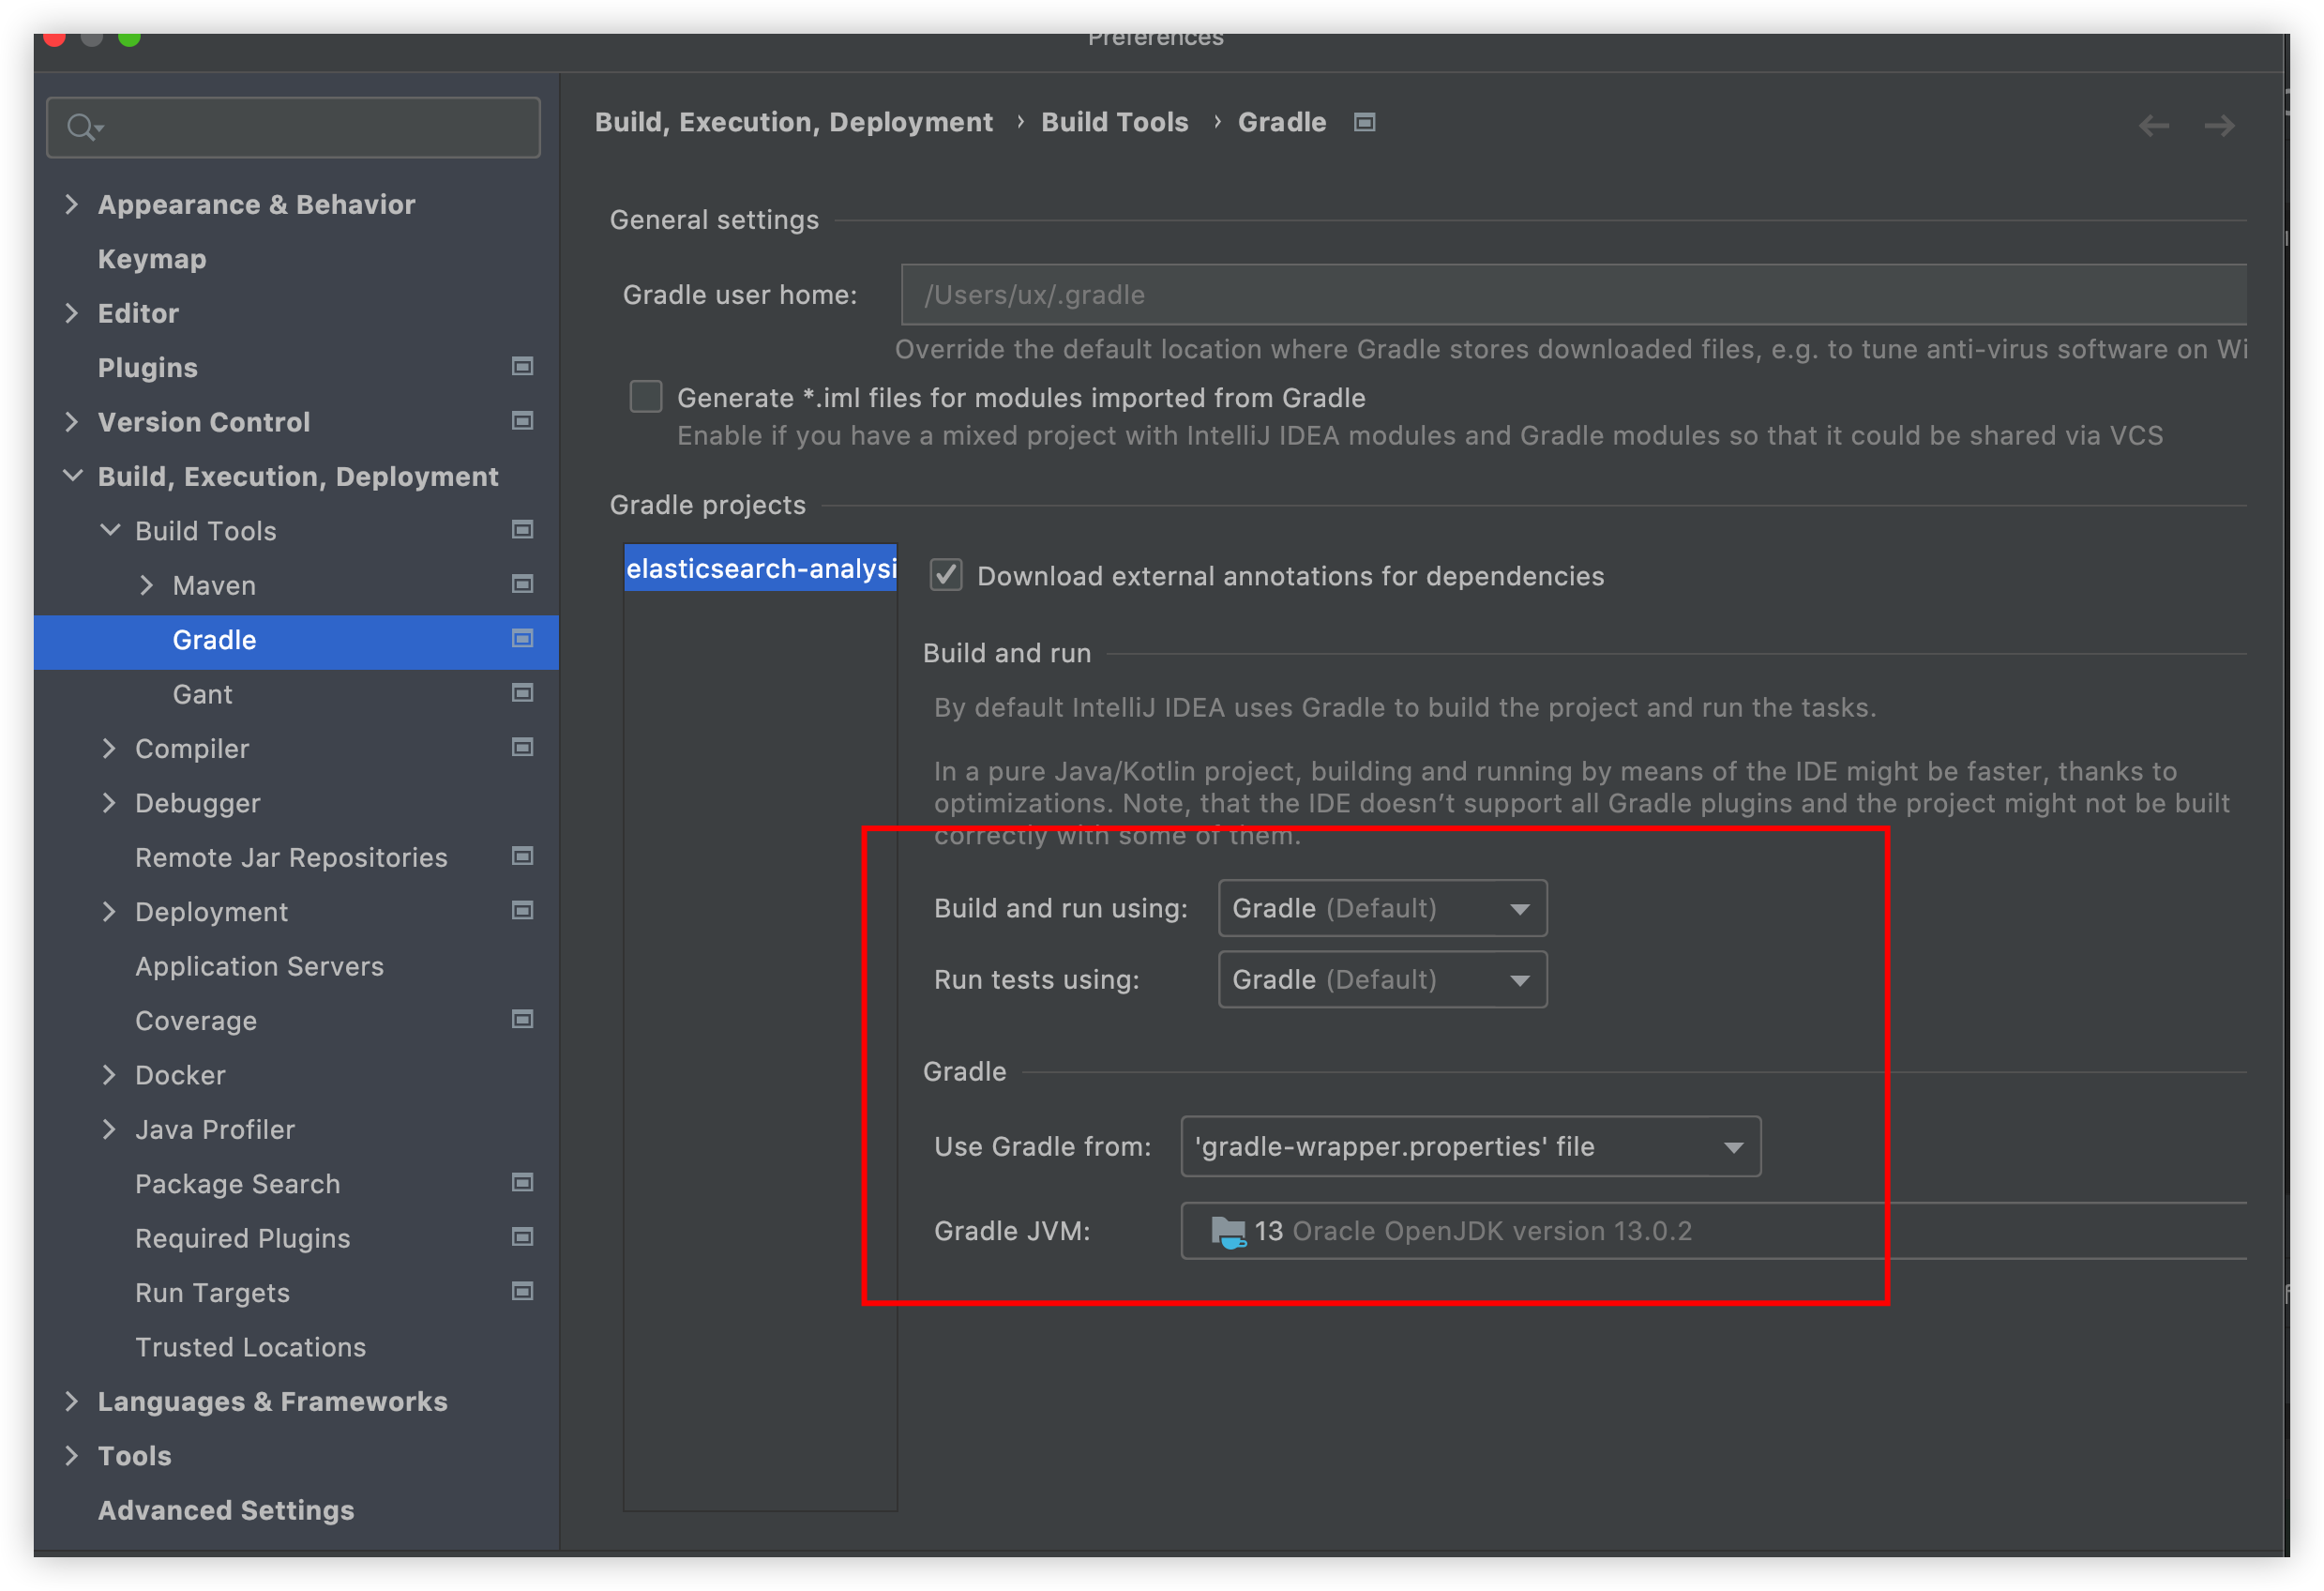 Preferences
Appearance & Behavior
Keymap
Editor
Plugins
Version Control
Build, Execution, Deployment
Build Tools
Maven
Gradle
Gant
Compiler
Debugger
Remote Jar Repositories
Deployment
Application Servers
Coverage
Docker
Java Profiler
Package Search
Required Plugins
Run Targets
Trusted Locations
Languages & Frameworks
Tools
Advanced Settings
Build, Execution, Deployment › Build Tools › Gradle
General settings
Gradle user home: /Users/ux/.gradle
Override the default location where Gradle stores downloaded files, e.g. to tune anti-virus software on Wi
Generate *.iml files for modules imported from Gradle
Enable if you have a mixed project with IntelliJ IDEA modules and Gradle modules so that it could be shared via VCS
Gradle projects
elasticsearch-analysi
Download external annotations for dependencies
Build and run
By default IntelliJ IDEA uses Gradle to build the project and run the tasks.
In a pure Java/Kotlin project, building and running by means of the IDE might be faster, thanks to
optimizations. Note, that the IDE doesn’t support all Gradle plugins and the project might not be built
correctly with some of them.
Build and run using: Gradle (Default)
Run tests using: Gradle (Default)
Gradle
Use Gradle from: 'gradle-wrapper.properties' file
Gradle JVM: 13 Oracle OpenJDK version 13.0.2